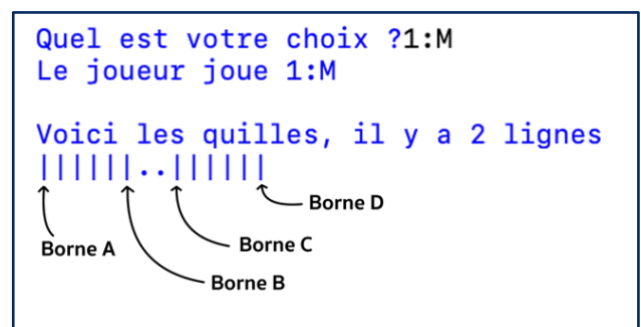 Quel est votre choix ?1:M
Le joueur joue 1:M
Voici les quilles, il y a 2 lignes
||||||..||||||
Borne D
Borne A
Borne C
Borne B